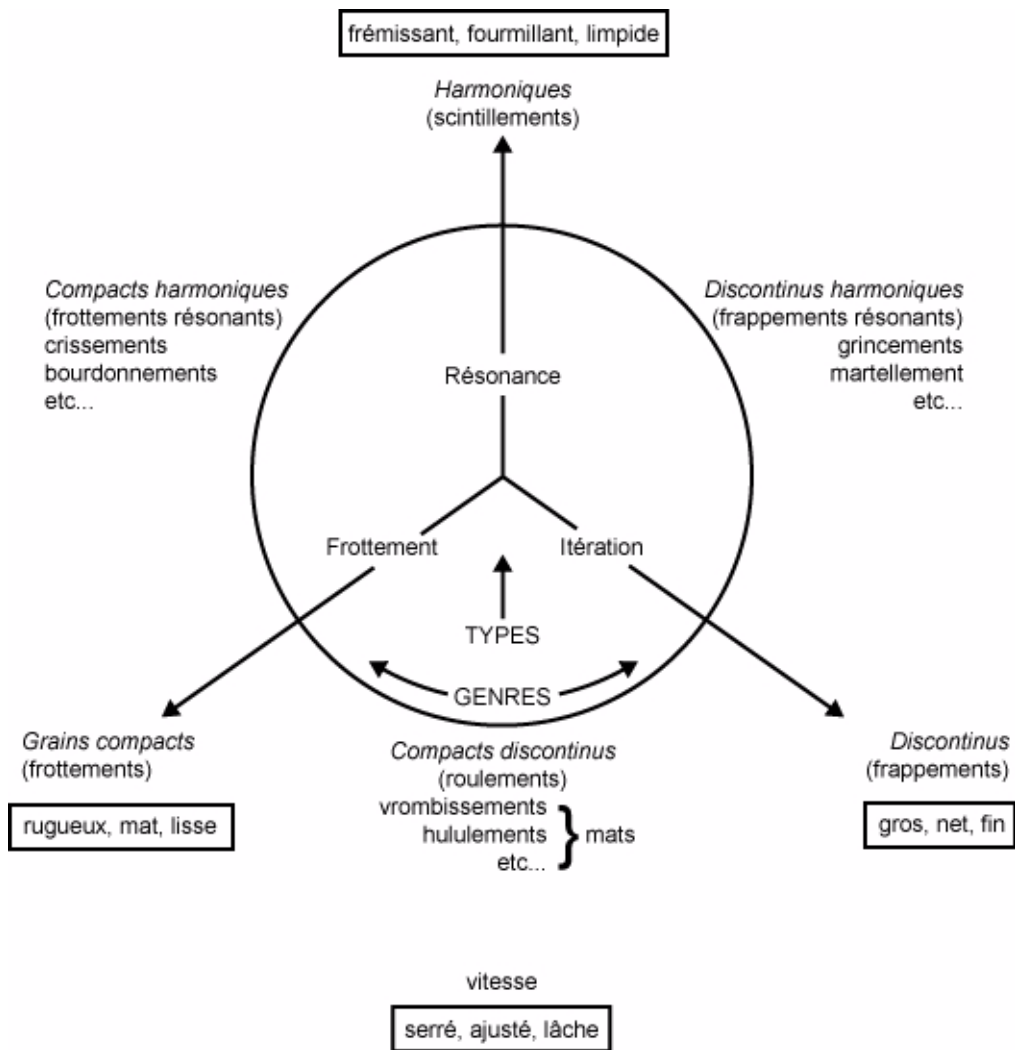 frémissant, fourmillant, limpide
Harmoniques
(scintillements)
Compacts harmoniques
(frottements résonants)
crissements
bourdonnements
etc...
Discontinus harmoniques
(frappements résonants)
grincements
martellement
etc...
Résonance
Frottement
Itération
TYPES
GENRES
Grains compacts
(frottements)
rugueux, mat, lisse
Compacts discontinus
(roulements)
vrombissements
hululements
etc...
} mats
Discontinus
(frappements)
gros, net, fin
vitesse
serré, ajusté, lâche